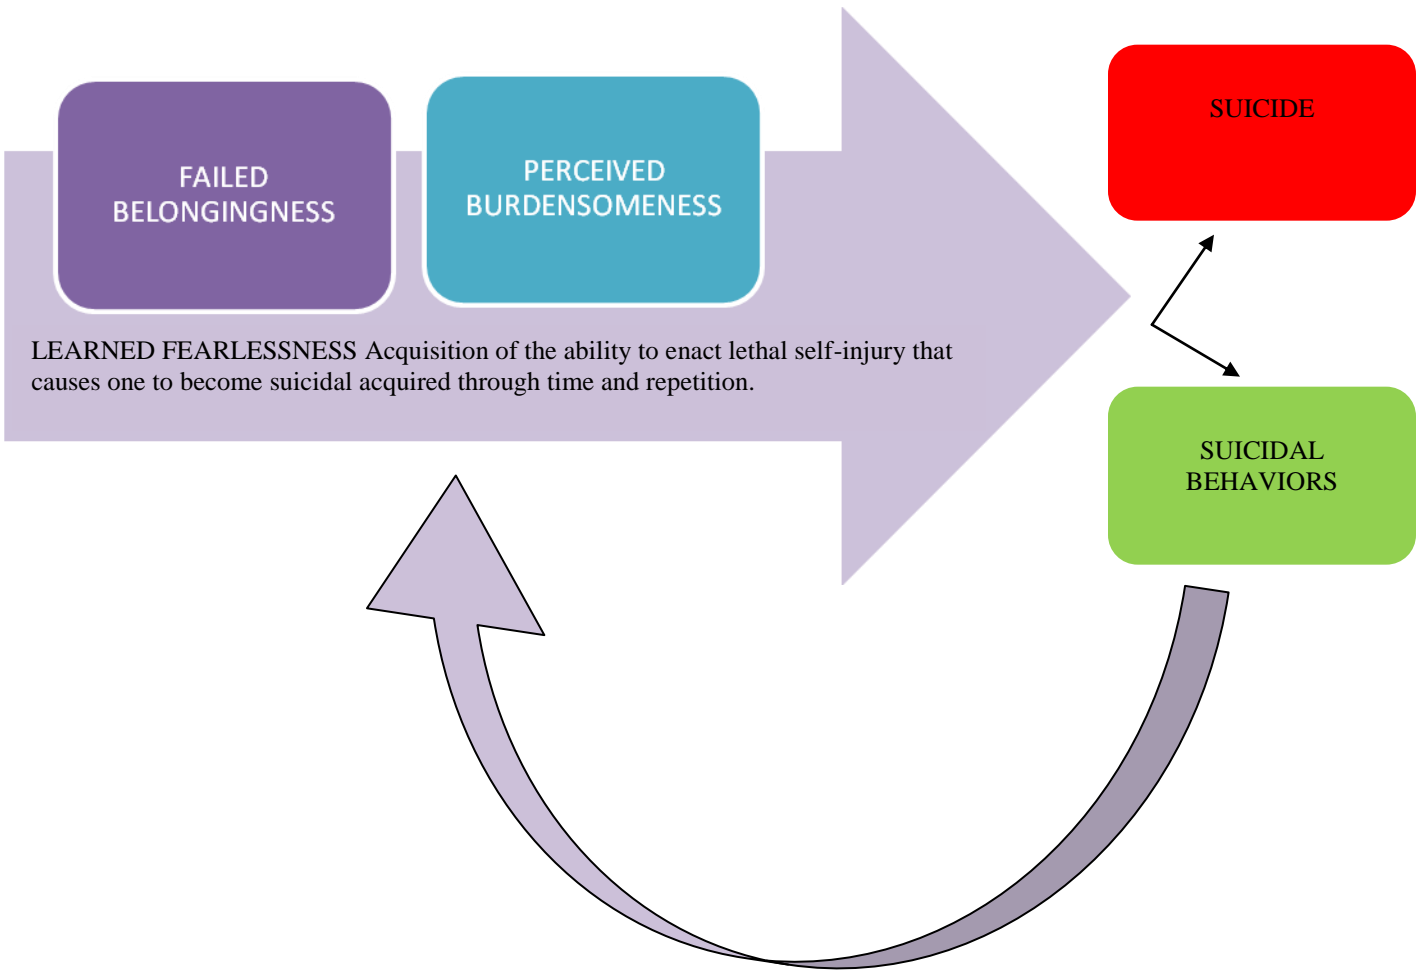 FAILED
BELONGINGNESS
PERCEIVED
BURDENSOMENESS
LEARNED FEARLESSNESS Acquisition of the ability to enact lethal self-injury that
causes one to become suicidal acquired through time and repetition.
SUICIDE
SUICIDAL
BEHAVIORS